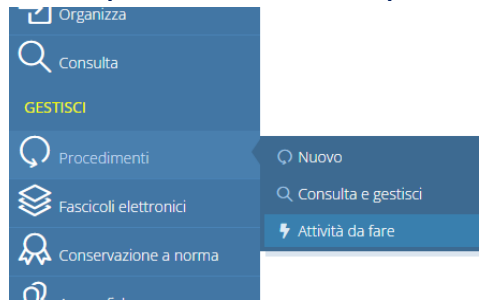 Organizza
Consulta
GESTISCI
Procedimenti
Nuovo
Consulta e gestisci
Attività da fare
Fascicoli elettronici
Conservazione a norma